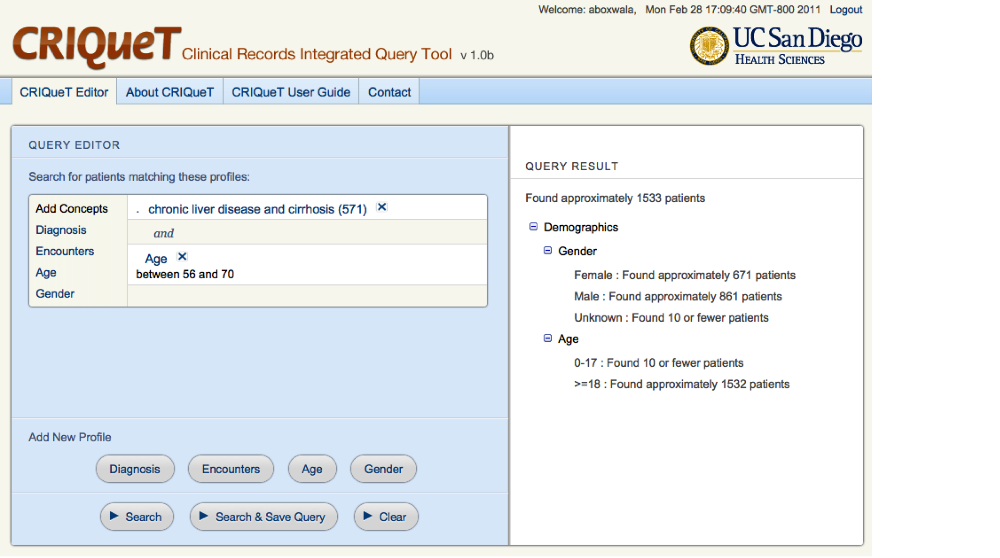 Welcome: aboxwala, Mon Feb 28 17:09:40 GMT-800 2011 Logout
CRIQueT Clinical Records Integrated Query Tool v 1.0b
UC San Diego
HEALTH SCIENCES
CRIQueT Editor About CRIQueT CRIQueT User Guide Contact
QUERY EDITOR
Search for patients matching these profiles:
Add Concepts
Diagnosis
Encounters
Age
Gender
. chronic liver disease and cirrhosis (571)
and
Age
between 56 and 70
Add New Profile
Diagnosis Encounters Age Gender
Search Search & Save Query Clear
QUERY RESULT
Found approximately 1533 patients
Demographics
Gender
Female : Found approximately 671 patients
Male : Found approximately 861 patients
Unknown : Found 10 or fewer patients
Age
0-17 : Found 10 or fewer patients
>=18 : Found approximately 1532 patients